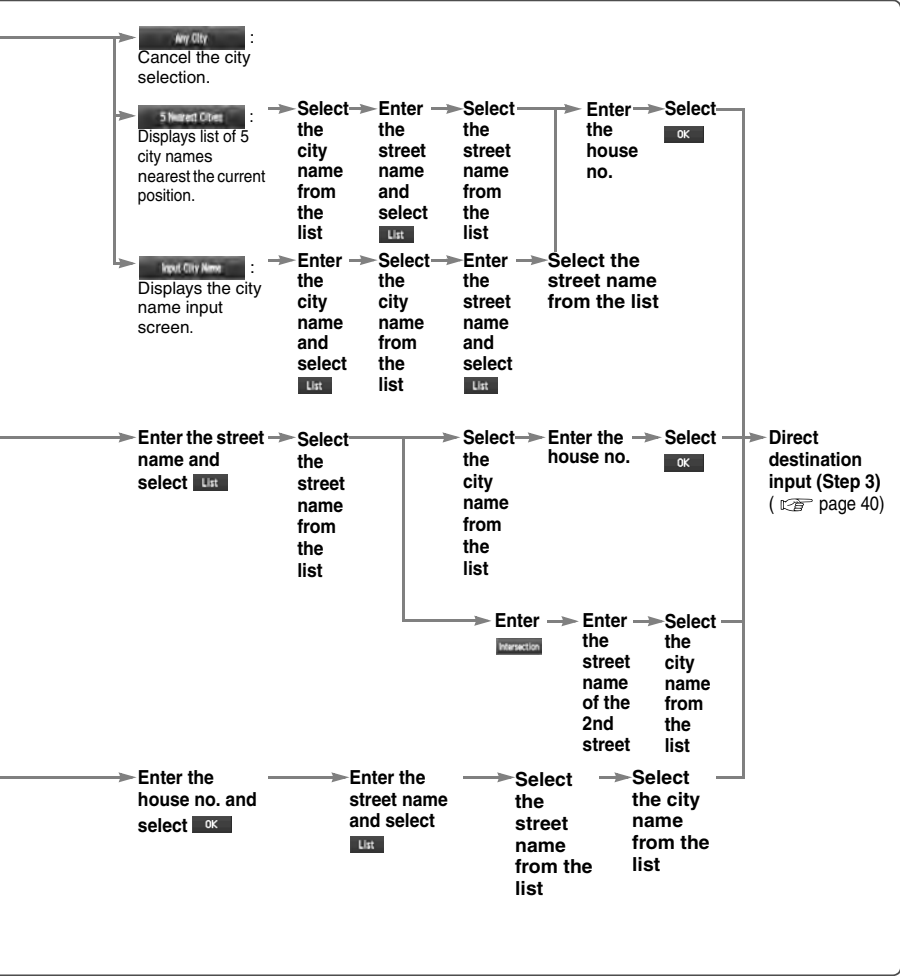 Any City :
Cancel the city
selection.
5 Nearest Cities :
Displays list of 5
city names
nearest the current
position.
Select
the
city
name
from
the
list
Enter
the
street
name
and
select
List
Select
the
street
name
from
the
list
Enter
the
house
no.
Select
OK
Input City Name :
Displays the city
name input
screen.
Enter
the
city
name
and
select
List
Select
the
city
name
from
the
list
Enter
the
street
name
and
select
List
Select the
street name
from the list
Enter the street
name and
select List
Select
the
street
name
from
the
list
Select
the
city
name
from
the
list
Enter the
house no.
Select
OK
Direct
destination
input (Step 3)
( ☞ page 40)
Enter
Intersection
Enter
the
street
name
of the
2nd
street
Select
the
city
name
from
the
list
Enter the
house no. and
select OK
Enter the
street name
and select
List
Select
the
street
name
from the
list
Select
the city
name
from the
list